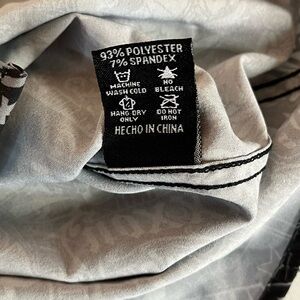 93% POLYESTER
7% SPANDEX
MACHINE WASH COLD
NO BLEACH
HANG DRY ONLY
DO NOT IRON
HECHO IN CHINA